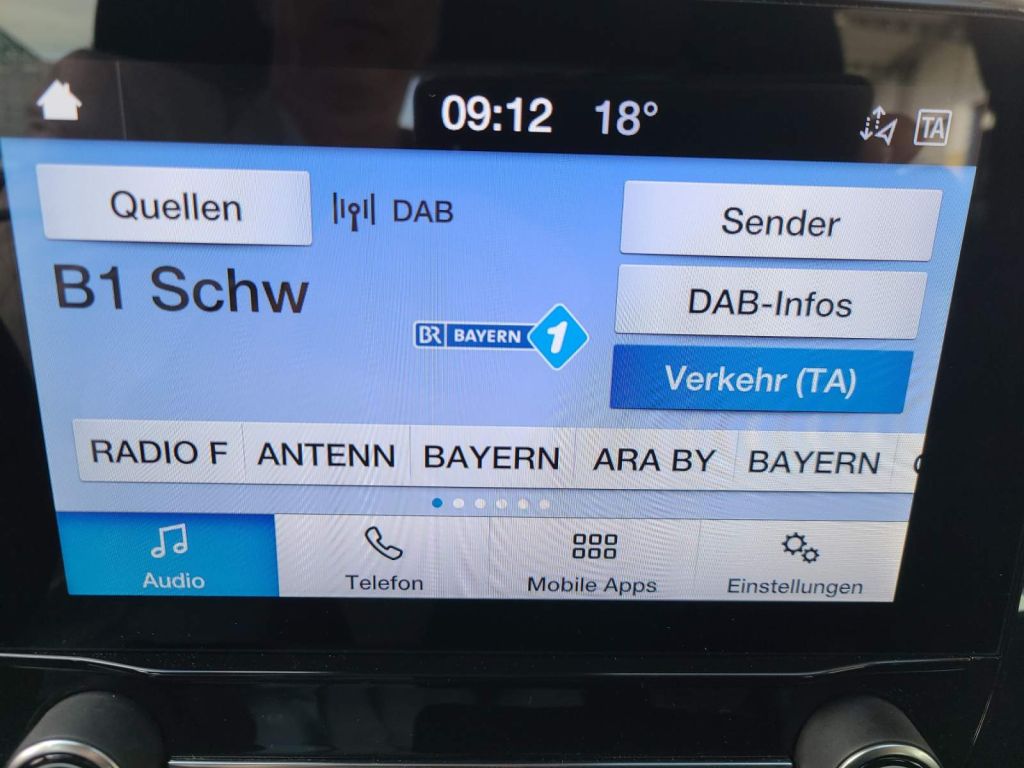 09:12 18° TA
Quellen DAB Sender
B1 Schw
DAB-Infos
BR BAYERN 1
Verkehr (TA)
RADIO F ANTENN BAYERN ARA BY BAYERN
Audio Telefon Mobile Apps Einstellungen